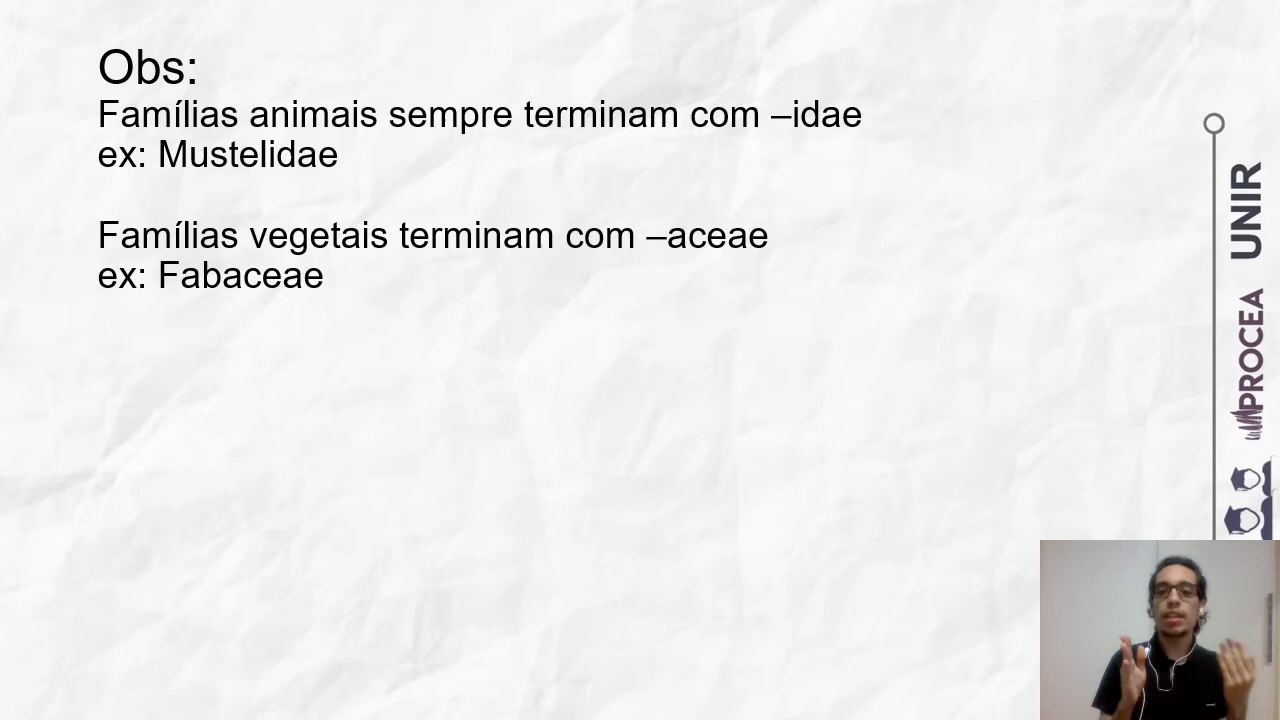 Obs:
Famílias animais sempre terminam com –idae
ex: Mustelidae
Famílias vegetais terminam com –aceae
ex: Fabaceae
UNIR
PROCEA